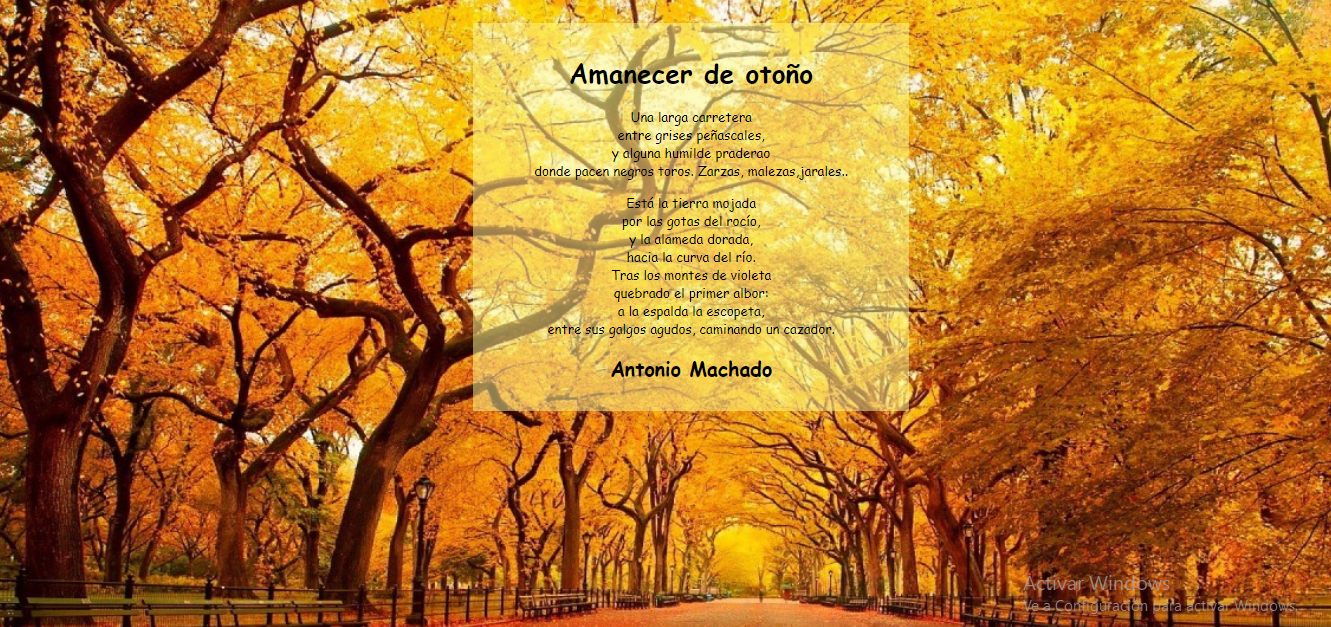 Amanecer de otoño
Una larga carretera
entre grises peñascales,
y alguna humilde praderao
donde pacen negros toros. Zarzas, malezas,jarales..
Está la tierra mojada
por las gotas del rocío,
y la alameda dorada,
hacia la curva del río.
Tras los montes de violeta
quebrado el primer albor:
a la espalda la escopeta,
entre sus galgos agudos, caminando un cazador.
Antonio Machado
Activar Windows
Ve a Configuración para activar Windows.